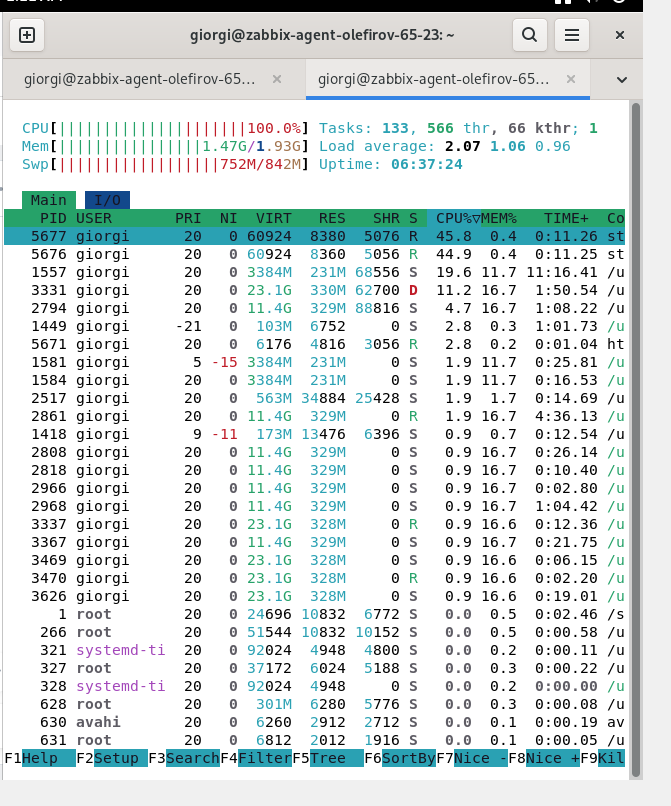 giorgi@zabbix-agent-olefirov-65-23: ~
giorgi@zabbix-agent-olefirov-65… × giorgi@zabbix-agent-olefirov-65… ×
CPU[|||||||||||||||||||||100.0%] Tasks: 133, 566 thr, 66 kthr; 1
Mem[||||||||||||||||1.47G/1.93G] Load average: 2.07 1.06 0.96
Swp[||||||||||||||||||752M/842M] Uptime: 06:37:24
Main I/O
PID USER PRI NI VIRT RES SHR S CPU%▽MEM% TIME+ Co
5677 giorgi 20 0 60924 8380 5076 R 45.8 0.4 0:11.26 st
5676 giorgi 20 0 60924 8360 5056 R 44.9 0.4 0:11.25 st
1557 giorgi 20 0 3384M 231M 68556 S 19.6 11.7 11:16.41 /u
3331 giorgi 20 0 23.1G 330M 62700 D 11.2 16.7 1:50.54 /u
2794 giorgi 20 0 11.4G 329M 88816 S 4.7 16.7 1:08.22 /u
1449 giorgi -21 0 103M 6752 0 S 2.8 0.3 1:01.73 /u
5671 giorgi 20 0 6176 4816 3056 R 2.8 0.2 0:01.04 ht
1581 giorgi 5 -15 3384M 231M 0 S 1.9 11.7 0:25.81 /u
1584 giorgi 20 0 3384M 231M 0 S 1.9 11.7 0:16.53 /u
2517 giorgi 20 0 563M 34884 25428 S 1.9 1.7 0:14.69 /u
2861 giorgi 20 0 11.4G 329M 0 R 1.9 16.7 4:36.13 /u
1418 giorgi 9 -11 173M 13476 6396 S 0.9 0.7 0:12.54 /u
2808 giorgi 20 0 11.4G 329M 0 S 0.9 16.7 0:26.14 /u
2818 giorgi 20 0 11.4G 329M 0 S 0.9 16.7 0:10.40 /u
2966 giorgi 20 0 11.4G 329M 0 S 0.9 16.7 0:02.80 /u
2968 giorgi 20 0 11.4G 329M 0 S 0.9 16.7 1:04.42 /u
3337 giorgi 20 0 23.1G 328M 0 R 0.9 16.6 0:12.36 /u
3367 giorgi 20 0 11.4G 329M 0 S 0.9 16.7 0:21.75 /u
3469 giorgi 20 0 23.1G 328M 0 S 0.9 16.6 0:06.15 /u
3470 giorgi 20 0 23.1G 328M 0 R 0.9 16.6 0:02.20 /u
3626 giorgi 20 0 23.1G 328M 0 S 0.9 16.6 0:19.01 /u
1 root 20 0 24696 10832 6772 S 0.0 0.5 0:02.46 /s
266 root 20 0 51544 10832 10152 S 0.0 0.5 0:00.58 /u
321 systemd-ti 20 0 92024 4948 4800 S 0.0 0.2 0:00.11 /u
327 root 20 0 37172 6024 5188 S 0.0 0.3 0:00.22 /u
328 systemd-ti 20 0 92024 4948 0 S 0.0 0.2 0:00.00 /u
628 root 20 0 301M 6280 5776 S 0.0 0.3 0:00.08 /u
630 avahi 20 0 6260 2912 2712 S 0.0 0.1 0:00.19 av
631 root 20 0 6812 2012 1916 S 0.0 0.1 0:00.05 /u
F1Help F2Setup F3SearchF4FilterF5Tree F6SortByF7Nice -F8Nice +F9Kil